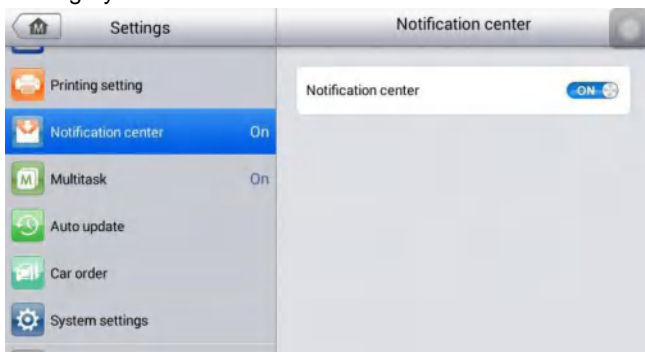 Settings
Notification center
Printing setting
Notification center
ON
Notification center On
Multitask On
Auto update
Car order
System settings